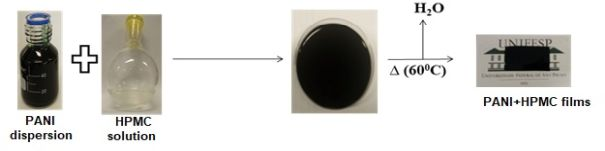 PANI
dispersion
HPMC
solution
H₂O
Δ (60⁰C)
UNIFESP
PANI+HPMC films